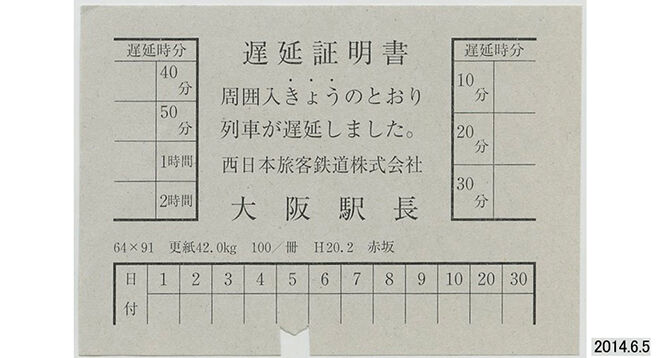 遅延証明書
周囲入きょうのとおり
列車が遅延しました。
西日本旅客鉄道株式会社
大阪駅長
遅延時分
40分
50分
1時間
2時間
遅延時分
10分
20分
30分
64×91 更紙42.0kg 100/冊 H20.2 赤坂
日付 1 2 3 4 5 6 7 8 9 10 20 30
2014.6.5